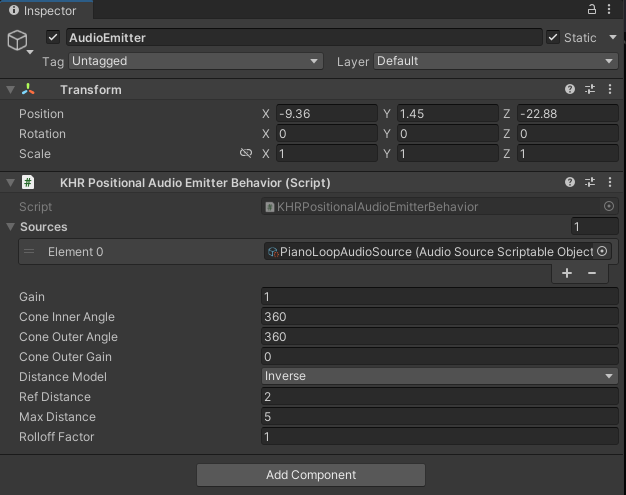 Inspector
AudioEmitter Static
Tag Untagged Layer Default
Transform
Position X -9.36 Y 1.45 Z -22.88
Rotation X 0 Y 0 Z 0
Scale X 1 Y 1 Z 1
# KHR Positional Audio Emitter Behavior (Script)
Script # KHRPositionalAudioEmitterBehavior
Sources 1
Element 0 PianoLoopAudioSource (Audio Source Scriptable Object
+ −
Gain 1
Cone Inner Angle 360
Cone Outer Angle 360
Cone Outer Gain 0
Distance Model Inverse
Ref Distance 2
Max Distance 5
Rolloff Factor 1
Add Component